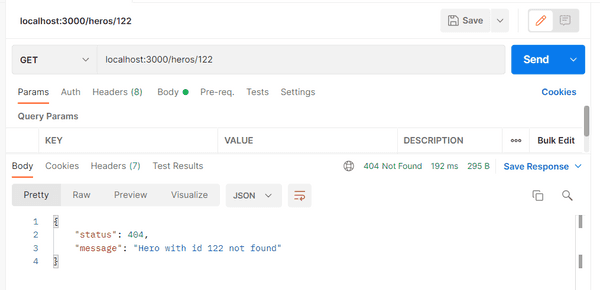 localhost:3000/heros/122
Save
GET localhost:3000/heros/122 Send
Params Auth Headers (8) Body Pre-req. Tests Settings Cookies
Query Params
KEY VALUE DESCRIPTION ooo Bulk Edit
Body Cookies Headers (7) Test Results 404 Not Found 192 ms 295 B Save Response
Pretty Raw Preview Visualize JSON
1 {
2 "status": 404,
3 "message": "Hero with id 122 not found"
4 }